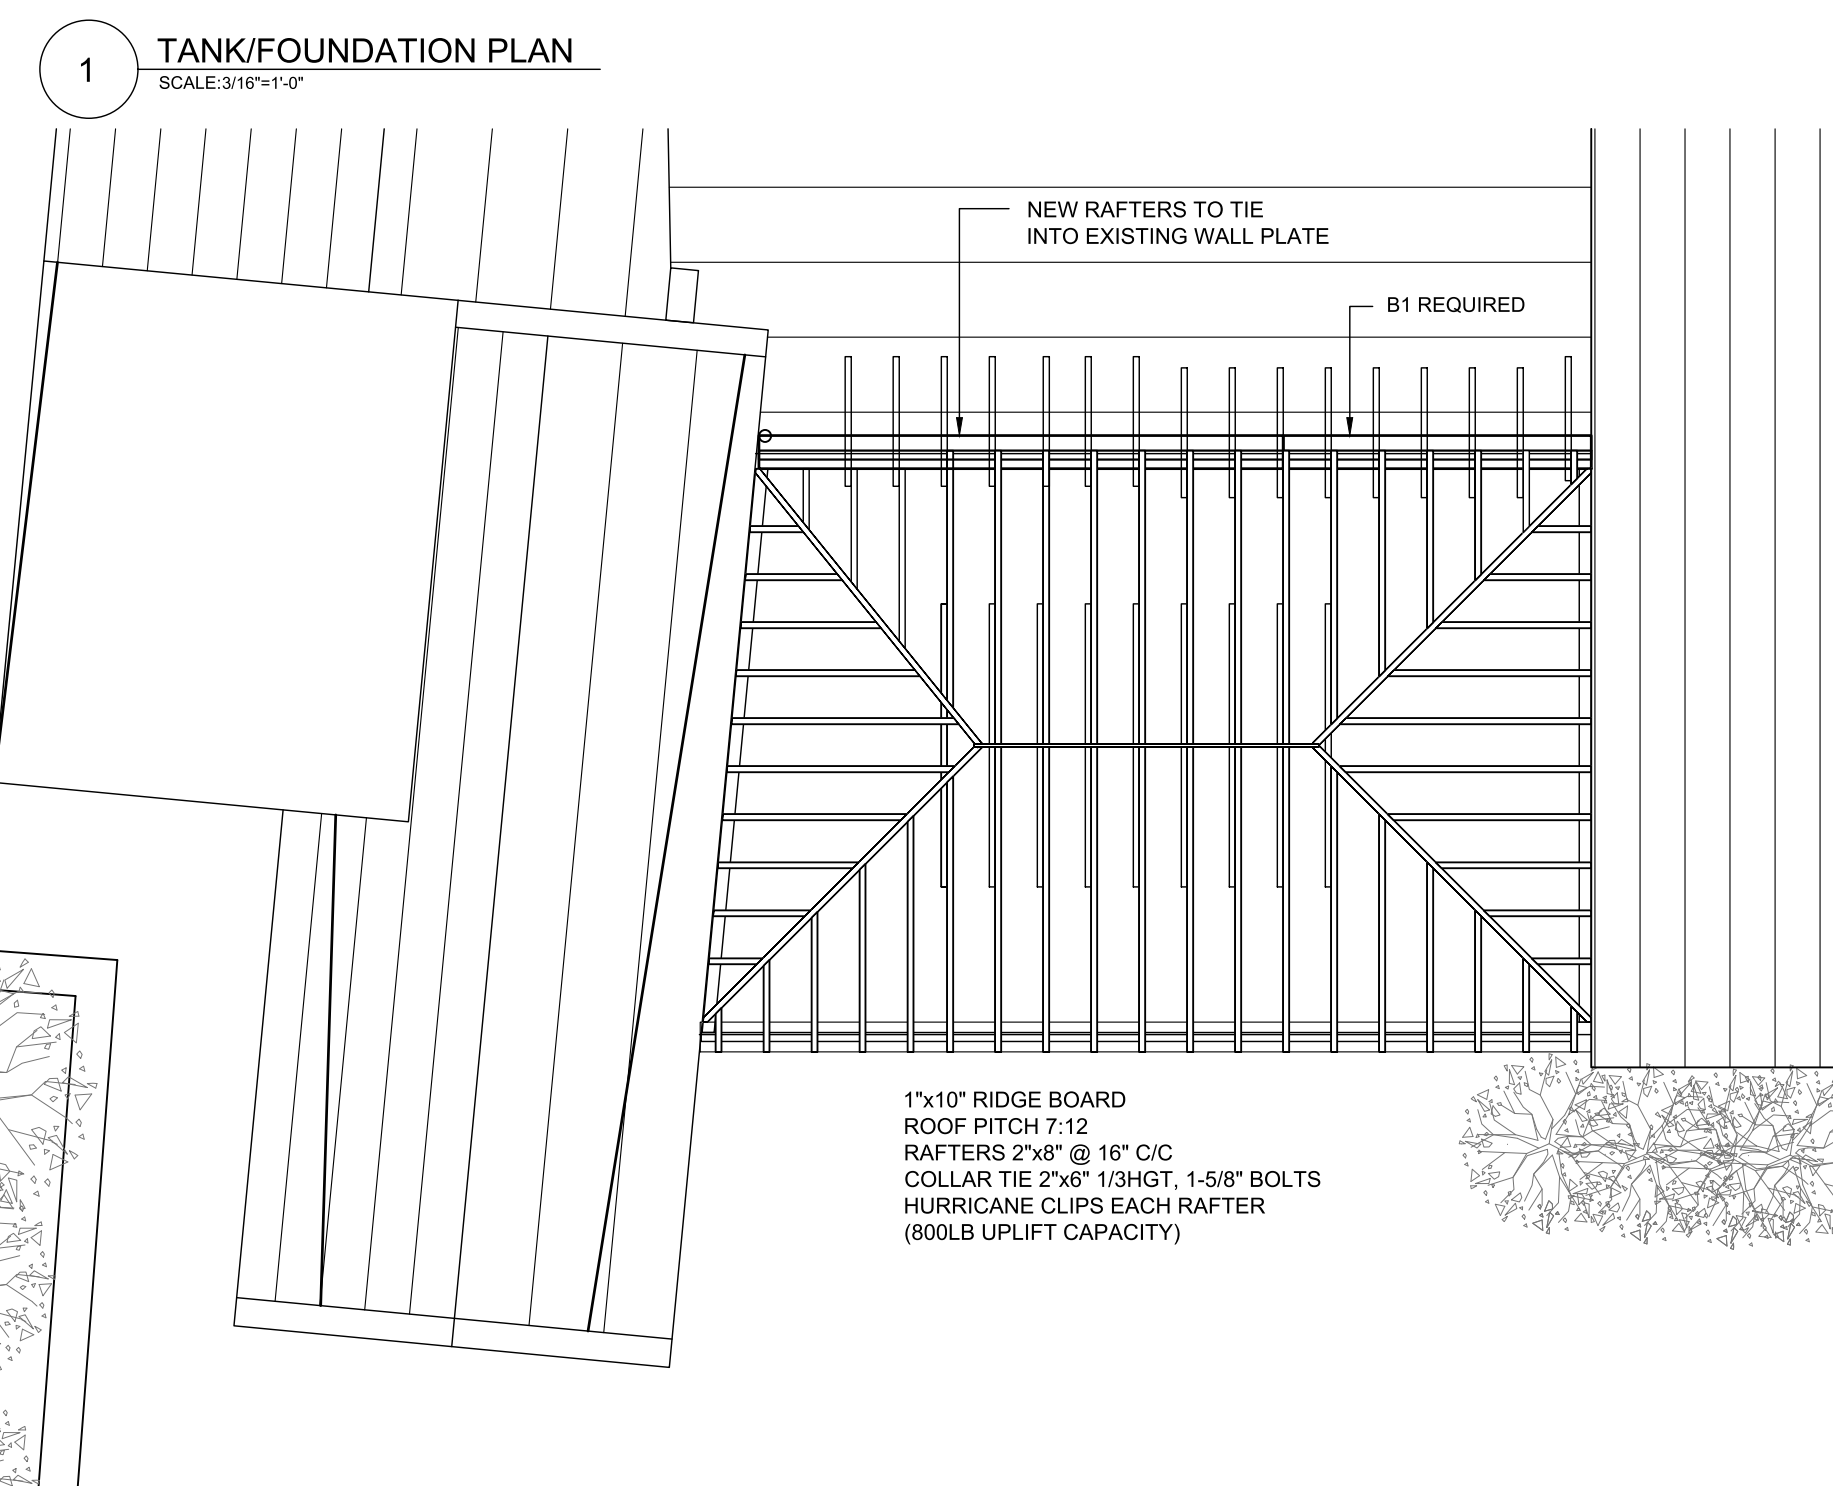 1
TANK/FOUNDATION PLAN
SCALE:3/16"=1'-0"
NEW RAFTERS TO TIE
INTO EXISTING WALL PLATE
B1 REQUIRED
1"x10" RIDGE BOARD
ROOF PITCH 7:12
RAFTERS 2"x8" @ 16" C/C
COLLAR TIE 2"x6" 1/3HGT, 1-5/8" BOLTS
HURRICANE CLIPS EACH RAFTER
(800LB UPLIFT CAPACITY)